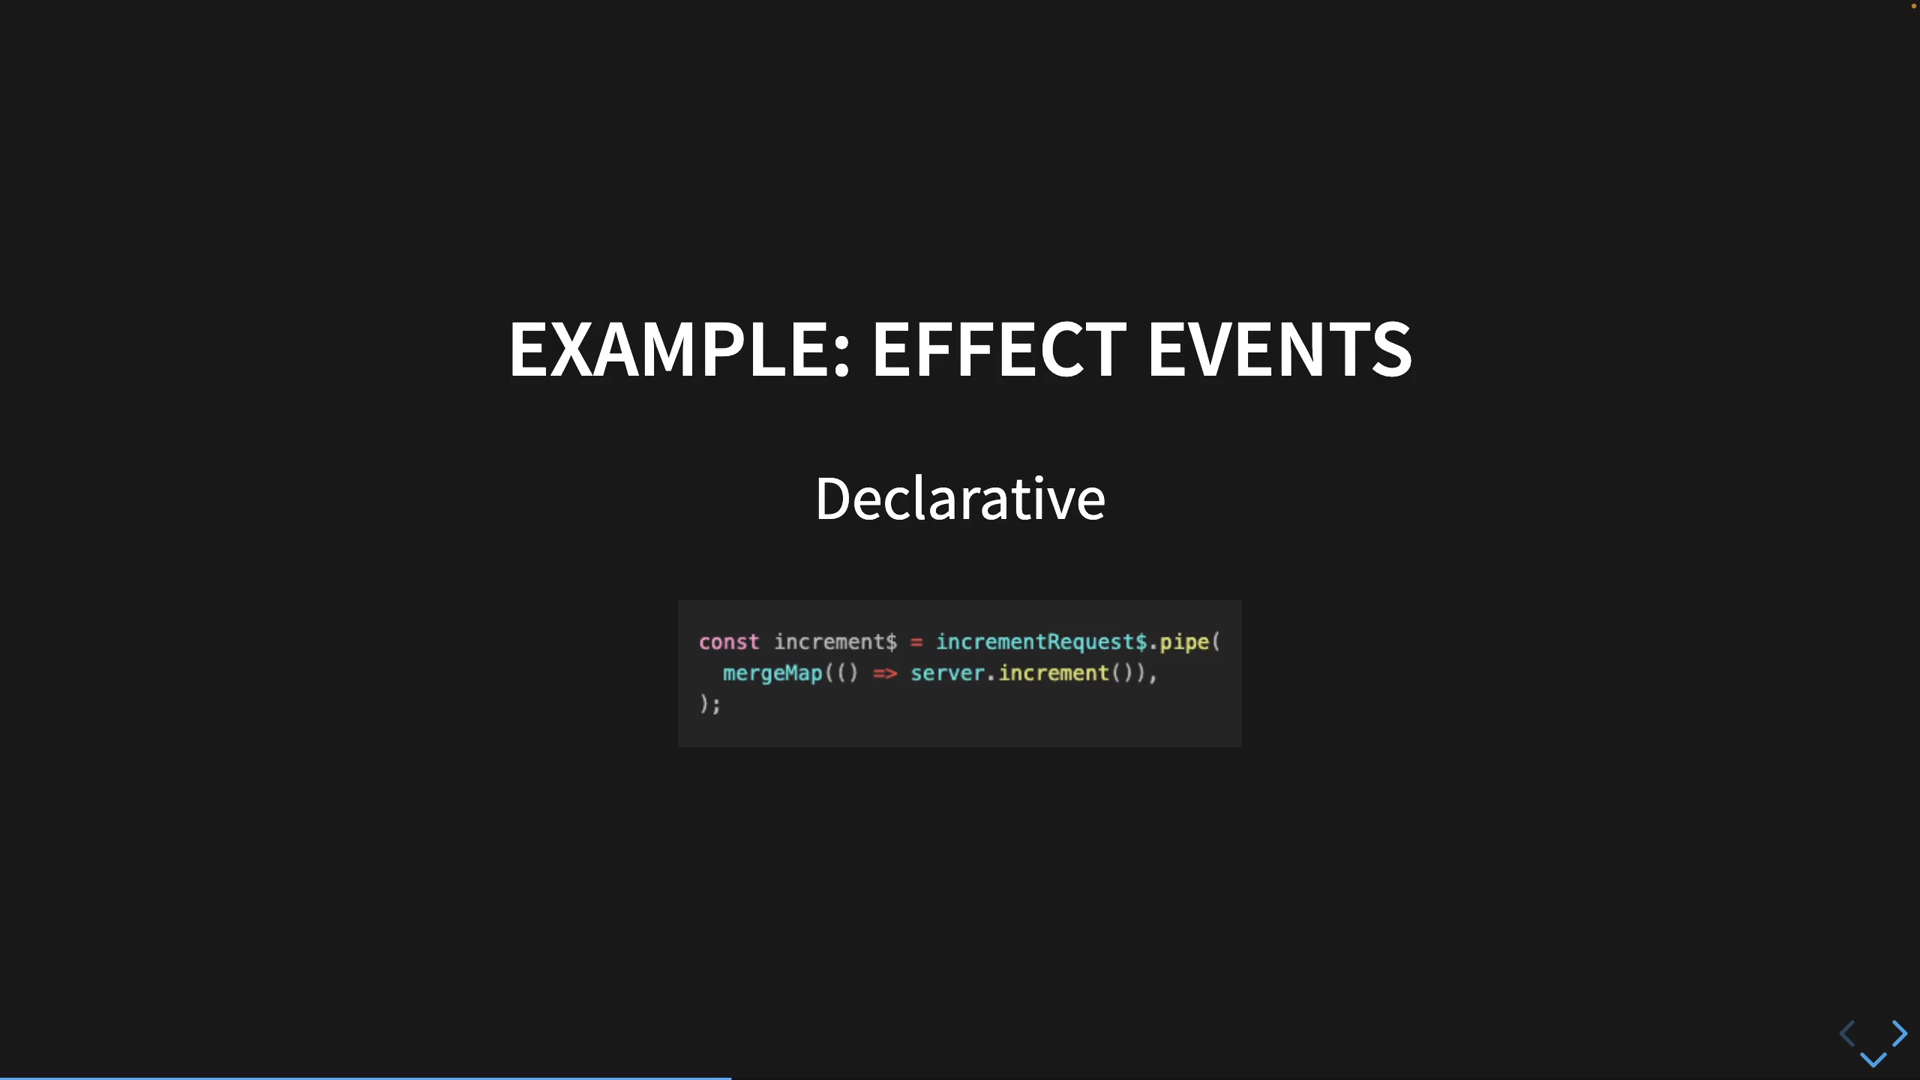 EXAMPLE: EFFECT EVENTS
Declarative
const increment$ = incrementRequest$.pipe(
  mergeMap(() => server.increment()),
);